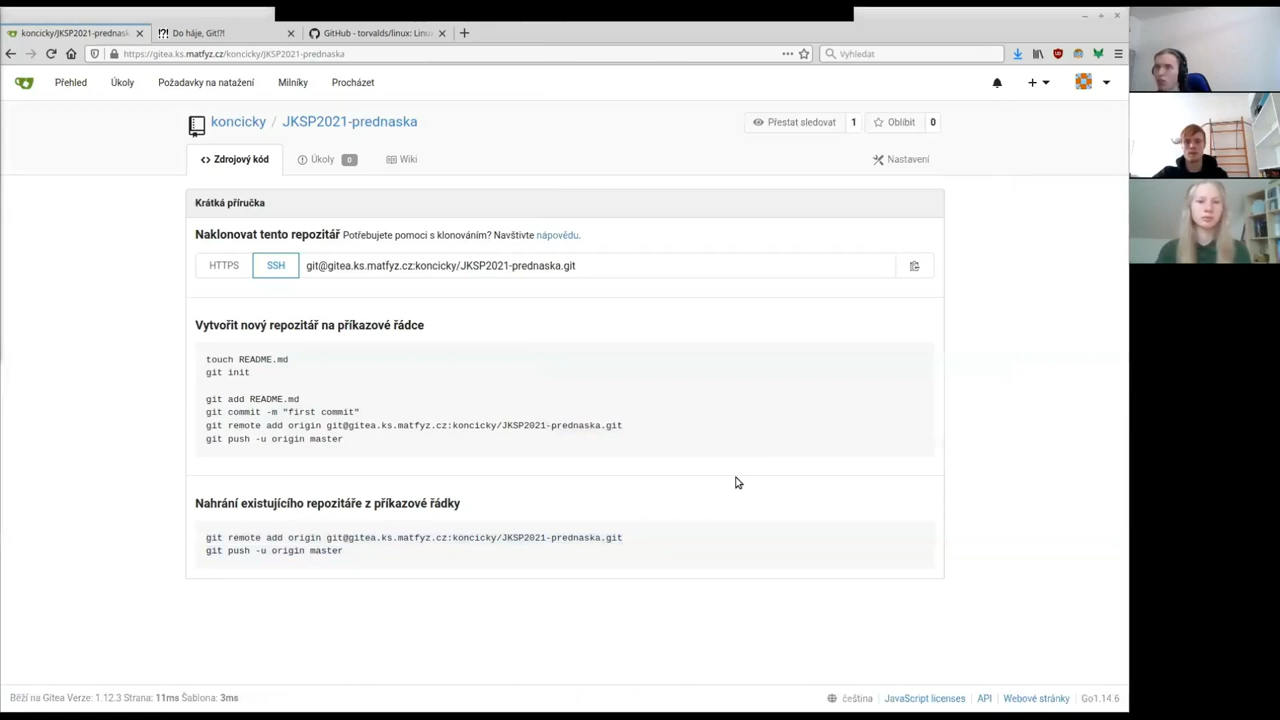 koncicky/JKSP2021-prednask
Do háje, Git!?!
GitHub - torvalds/linux: Linu
https://gitea.ks.matfyz.cz/koncicky/JKSP2021-prednaska
Vyhledat
Přehled
Úkoly
Požadavky na natažení
Milníky
Procházet
koncicky / JKSP2021-prednaska
Přestat sledovat 1
Oblíbit 0
Zdrojový kód
Úkoly 0
Wiki
Nastavení
Krátká příručka
Naklonovat tento repozitář Potřebujete pomoci s klonováním? Navštivte nápovědu.
HTTPS SSH git@gitea.ks.matfyz.cz:koncicky/JKSP2021-prednaska.git
Vytvořit nový repozitář na příkazové řádce
touch README.md
git init
git add README.md
git commit -m "first commit"
git remote add origin git@gitea.ks.matfyz.cz:koncicky/JKSP2021-prednaska.git
git push -u origin master
Nahrání existujícího repozitáře z příkazové řádky
git remote add origin git@gitea.ks.matfyz.cz:koncicky/JKSP2021-prednaska.git
git push -u origin master
Běží na Gitea Verze: 1.12.3 Strana: 11ms Šablona: 3ms
čeština JavaScript licenses API Webové stránky Go1.14.6